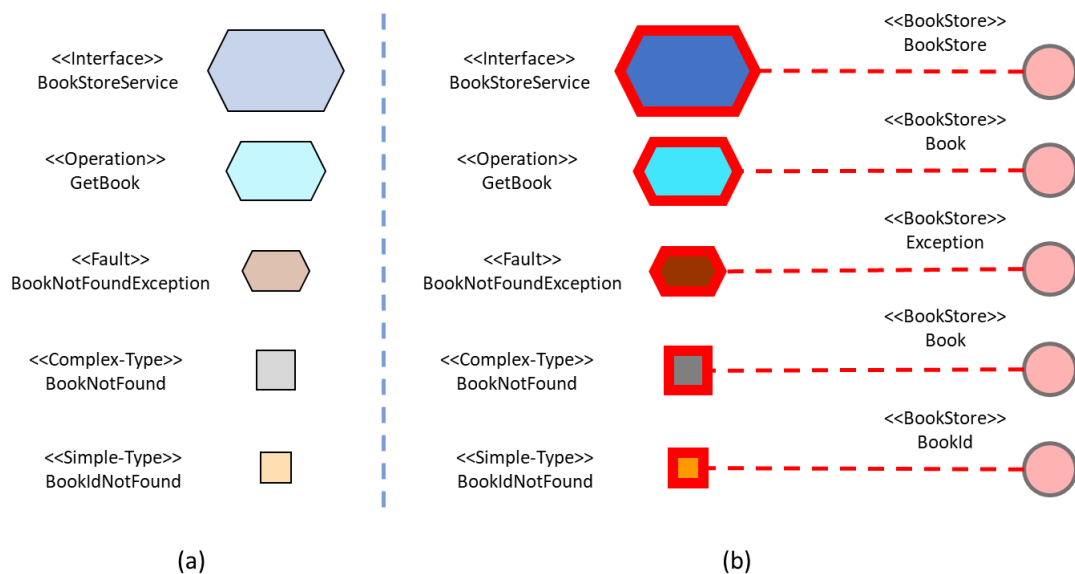 <<Interface>>
BookStoreService
<<Operation>>
GetBook
<<Fault>>
BookNotFoundException
<<Complex-Type>>
BookNotFound
<<Simple-Type>>
BookIdNotFound
(a)
<<Interface>>
BookStoreService
<<BookStore>>
BookStore
<<Operation>>
GetBook
<<BookStore>>
Book
<<Fault>>
BookNotFoundException
<<BookStore>>
Exception
<<Complex-Type>>
BookNotFound
<<BookStore>>
Book
<<Simple-Type>>
BookIdNotFound
<<BookStore>>
BookId
(b)